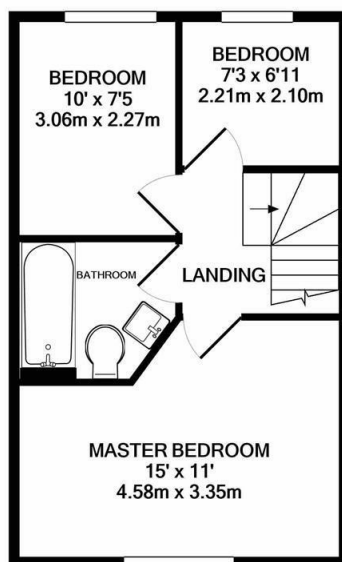 BEDROOM
10' x 7'5
3.06m x 2.27m
BEDROOM
7'3 x 6'11
2.21m x 2.10m
BATHROOM
LANDING
MASTER BEDROOM
15' x 11'
4.58m x 3.35m